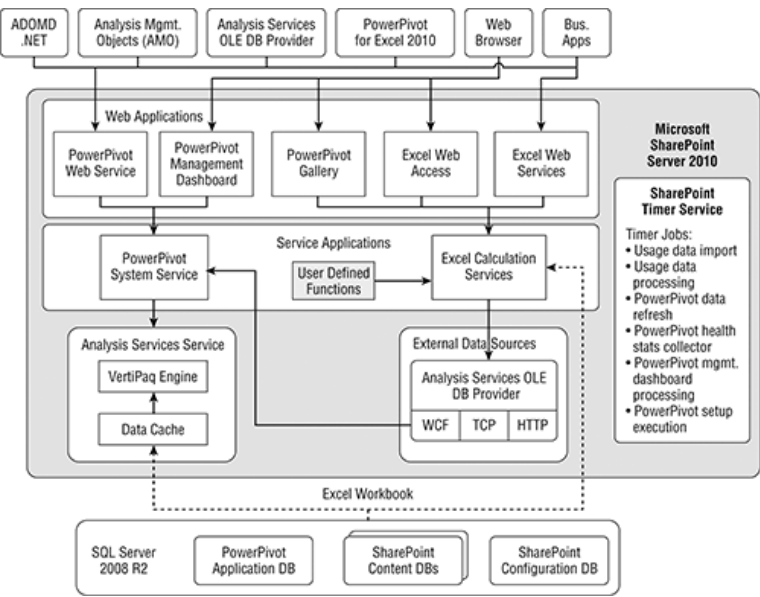 ADOMD
.NET
Analysis Mgmt.
Objects (AMO)
Analysis Services
OLE DB Provider
PowerPivot
for Excel 2010
Web
Browser
Bus.
Apps
Web Applications
PowerPivot
Web Service
PowerPivot
Management
Dashboard
PowerPivot
Gallery
Excel Web
Access
Excel Web
Services
Microsoft
SharePoint
Server 2010
SharePoint
Timer Service
Timer Jobs:
• Usage data import
• Usage data
processing
• PowerPivot data
refresh
• PowerPivot health
stats collector
• PowerPivot mgmt.
dashboard
processing
• PowerPivot setup
execution
PowerPivot
System Service
Service Applications
User Defined
Functions
Excel Calculation
Services
Analysis Services Service
VertiPaq Engine
Data Cache
External Data Sources
Analysis Services OLE
DB Provider
WCF
TCP
HTTP
Excel Workbook
SQL Server
2008 R2
PowerPivot
Application DB
SharePoint
Content DBs
SharePoint
Configuration DB